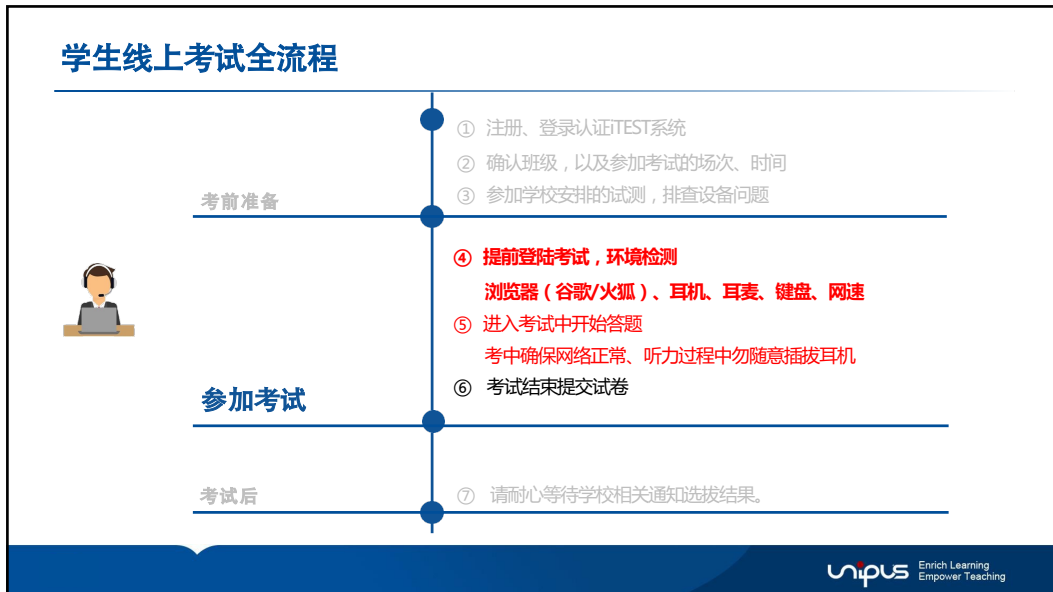 学生线上考试全流程
① 注册、登录认证iTEST系统
② 确认班级，以及参加考试的场次、时间
③ 参加学校安排的试测，排查设备问题
考前准备
④ 提前登陆考试，环境检测
浏览器（谷歌/火狐）、耳机、耳麦、键盘、网速
⑤ 进入考试中开始答题
考中确保网络正常、听力过程中勿随意插拔耳机
⑥ 考试结束提交试卷
参加考试
考试后
⑦ 请耐心等待学校相关通知选拔结果。
unipus
Enrich Learning
Empower Teaching